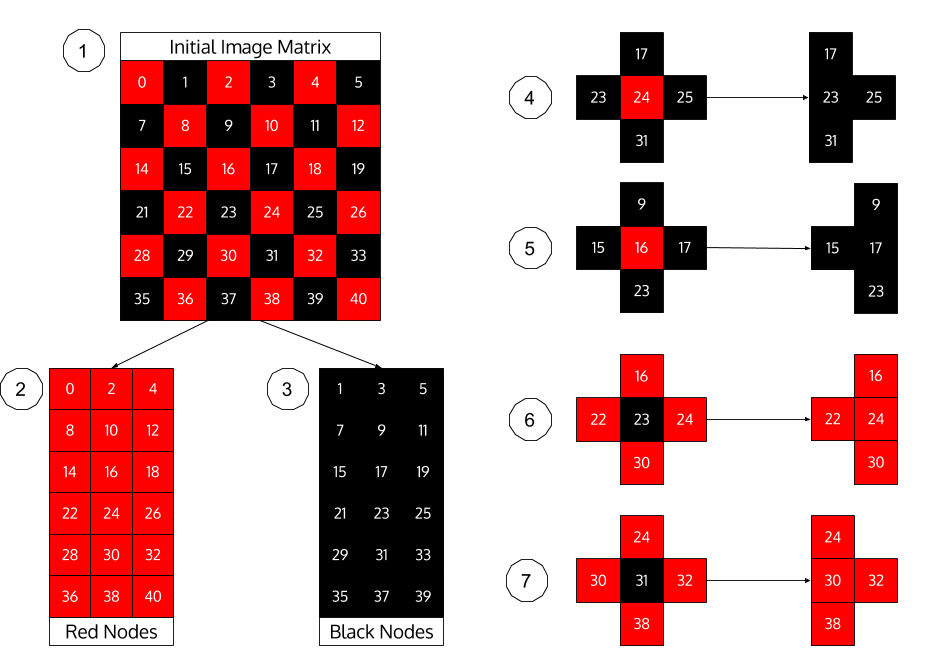 1
Initial Image Matrix
0 1 2 3 4 5
7 8 9 10 11 12
14 15 16 17 18 19
21 22 23 24 25 26
28 29 30 31 32 33
35 36 37 38 39 40
2
0 2 4
8 10 12
14 16 18
22 24 26
28 30 32
36 38 40
Red Nodes
3
1 3 5
7 9 11
15 17 19
21 23 25
29 31 33
35 37 39
Black Nodes
4
17
23 24 25
31
17
23 25
31
5
9
15 16 17
23
9
15 17
23
6
16
22 23 24
30
16
22 24
30
7
24
30 31 32
38
24
30 32
38